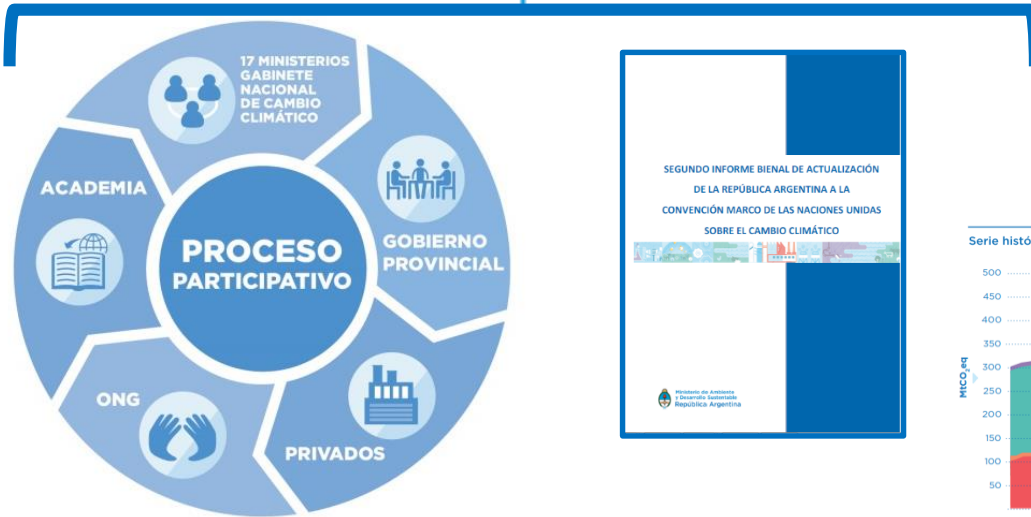 17 MINISTERIOS
GABINETE
NACIONAL
DE CAMBIO
CLIMÁTICO
ACADEMIA
PROCESO
PARTICIPATIVO
GOBIERNO
PROVINCIAL
ONG
PRIVADOS
SEGUNDO INFORME BIENAL DE ACTUALIZACIÓN
DE LA REPÚBLICA ARGENTINA A LA
CONVENCIÓN MARCO DE LAS NACIONES UNIDAS
SOBRE EL CAMBIO CLIMÁTICO
Ministerio de Ambiente
y Desarrollo Sustentable
República Argentina
Serie histó
MtCO₂eq
500
450
400
350
300
250
200
150
100
50